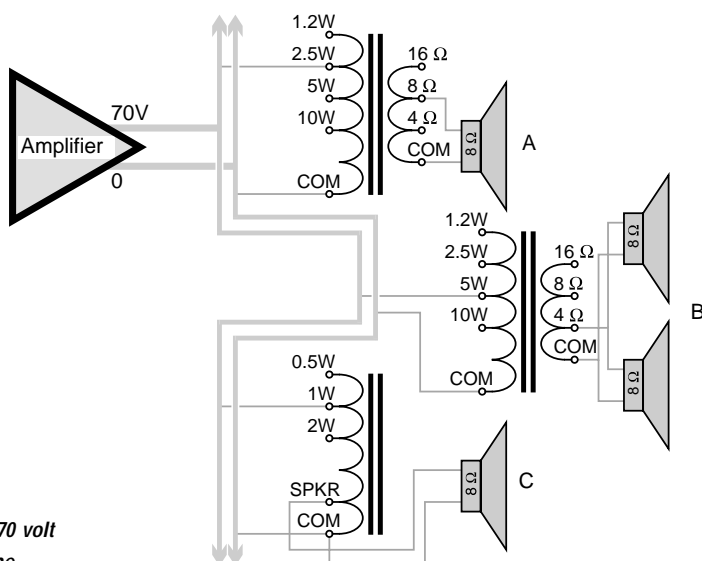 1.2W
2.5W
5W
10W
COM
16 Ω
8 Ω
4 Ω
COM
8 Ω
A
70V
Amplifier
0
1.2W
2.5W
5W
10W
COM
16 Ω
8 Ω
4 Ω
COM
8 Ω
B
8 Ω
0.5W
1W
2W
SPKR
COM
8 Ω
C
70 volt